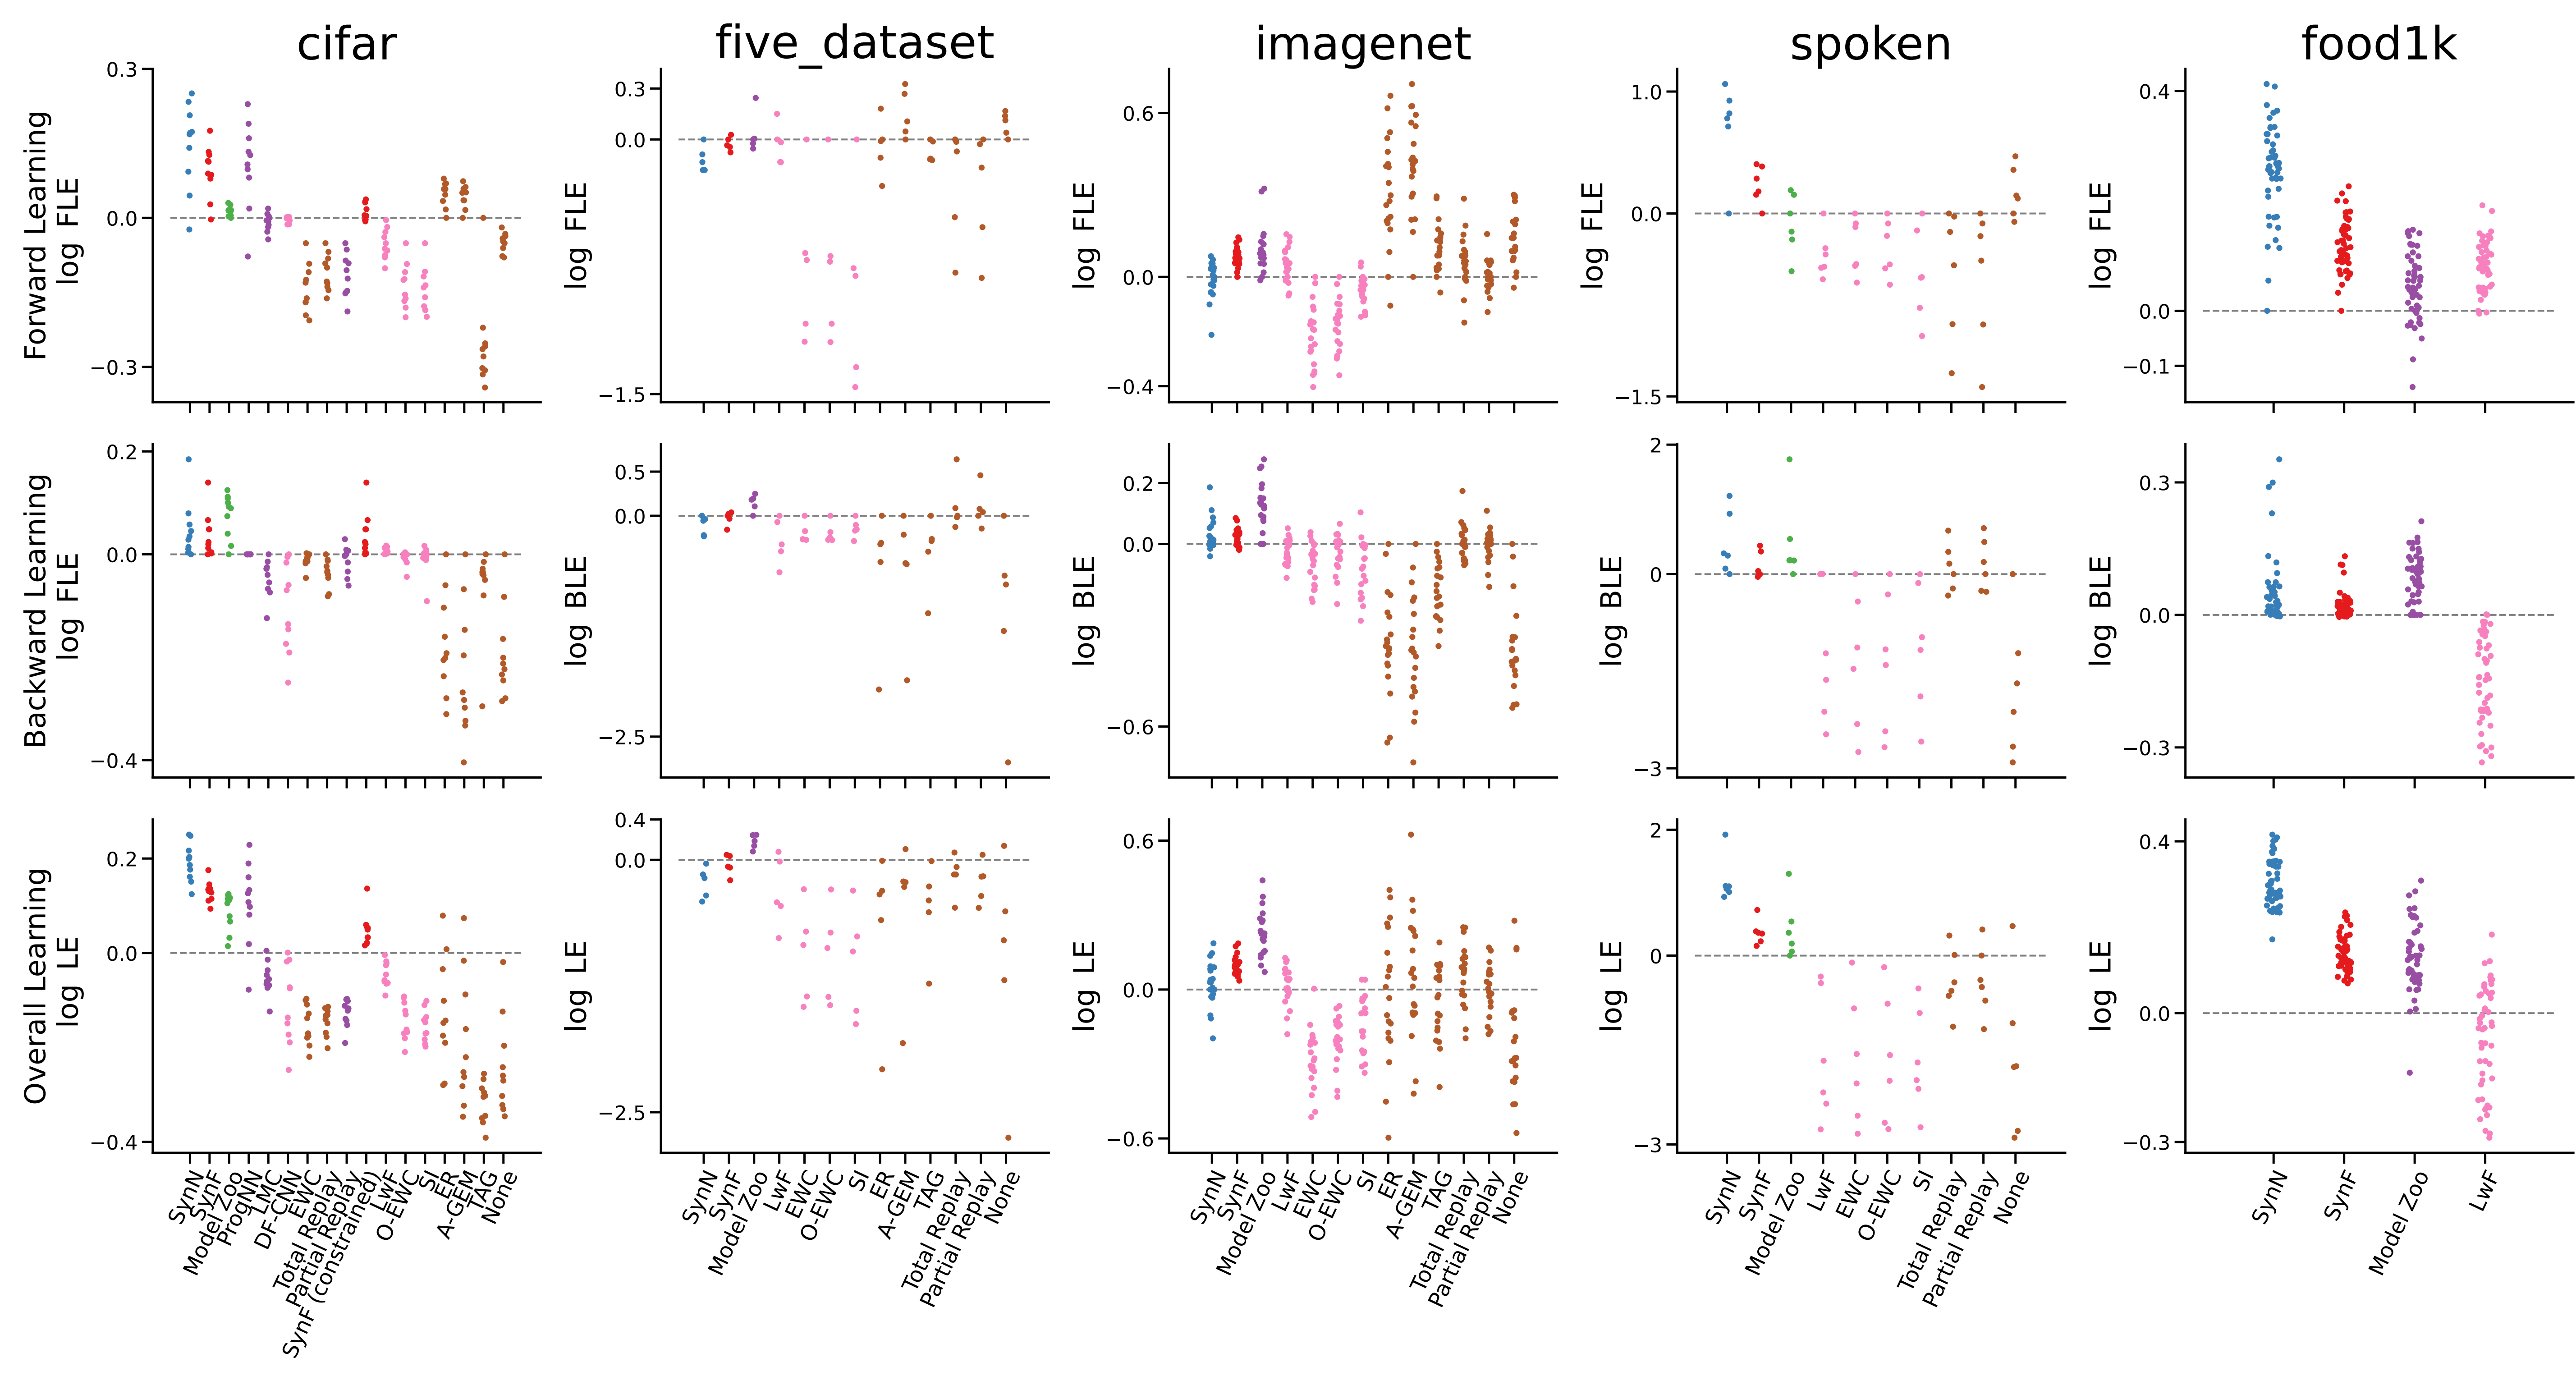 cifar
five_dataset
imagenet
spoken
food1k
Forward Learning
log FLE
0.3
0.0
−0.3
log FLE
0.3
0.0
−1.5
log FLE
0.6
0.0
−0.4
log FLE
1.0
0.0
−1.5
log FLE
0.4
0.0
−0.1
Backward Learning
log FLE
0.2
0.0
−0.4
log BLE
0.5
0.0
−2.5
log BLE
0.2
0.0
−0.6
log BLE
2
0
−3
log BLE
0.3
0.0
−0.3
Overall Learning
log LE
0.2
0.0
−0.4
log LE
0.4
0.0
−2.5
log LE
0.6
0.0
−0.6
log LE
2
0
−3
log LE
0.4
0.0
−0.3
SynN
SynF
Model Zoo
ProgNN
LMC
DF-CNN
EWC
Total Replay
Partial Replay
SynF (constrained)
LwF
O-EWC
SI
ER
A-GEM
TAG
None
SynN
SynF
Model Zoo
LwF
EWC
O-EWC
SI
ER
A-GEM
TAG
Total Replay
Partial Replay
None
SynN
SynF
Model Zoo
LwF
EWC
O-EWC
SI
ER
A-GEM
TAG
Total Replay
Partial Replay
None
SynN
SynF
Model Zoo
LwF
EWC
O-EWC
SI
Total Replay
Partial Replay
None
SynN
SynF
Model Zoo
LwF